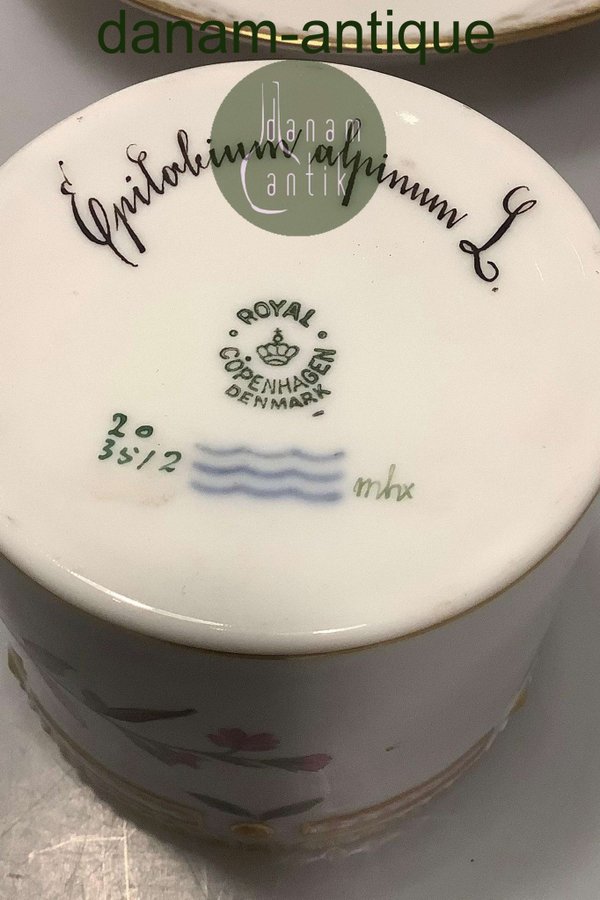 danam-antique
danam
antik
Epilobium alpinum L.
ROYAL
COPENHAGEN
DENMARK
20
3512
mhx